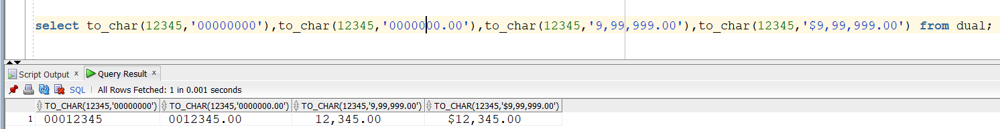 select to_char(12345,'00000000'),to_char(12345,'0000000.00'),to_char(12345,'9,99,999.00'),to_char(12345,'$9,99,999.00') from dual;
Script Output x Query Result x
SQL | All Rows Fetched: 1 in 0.001 seconds
TO_CHAR(12345,'00000000') TO_CHAR(12345,'0000000.00') TO_CHAR(12345,'9,99,999.00') TO_CHAR(12345,'$9,99,999.00')
1 00012345 0012345.00 12,345.00 $12,345.00